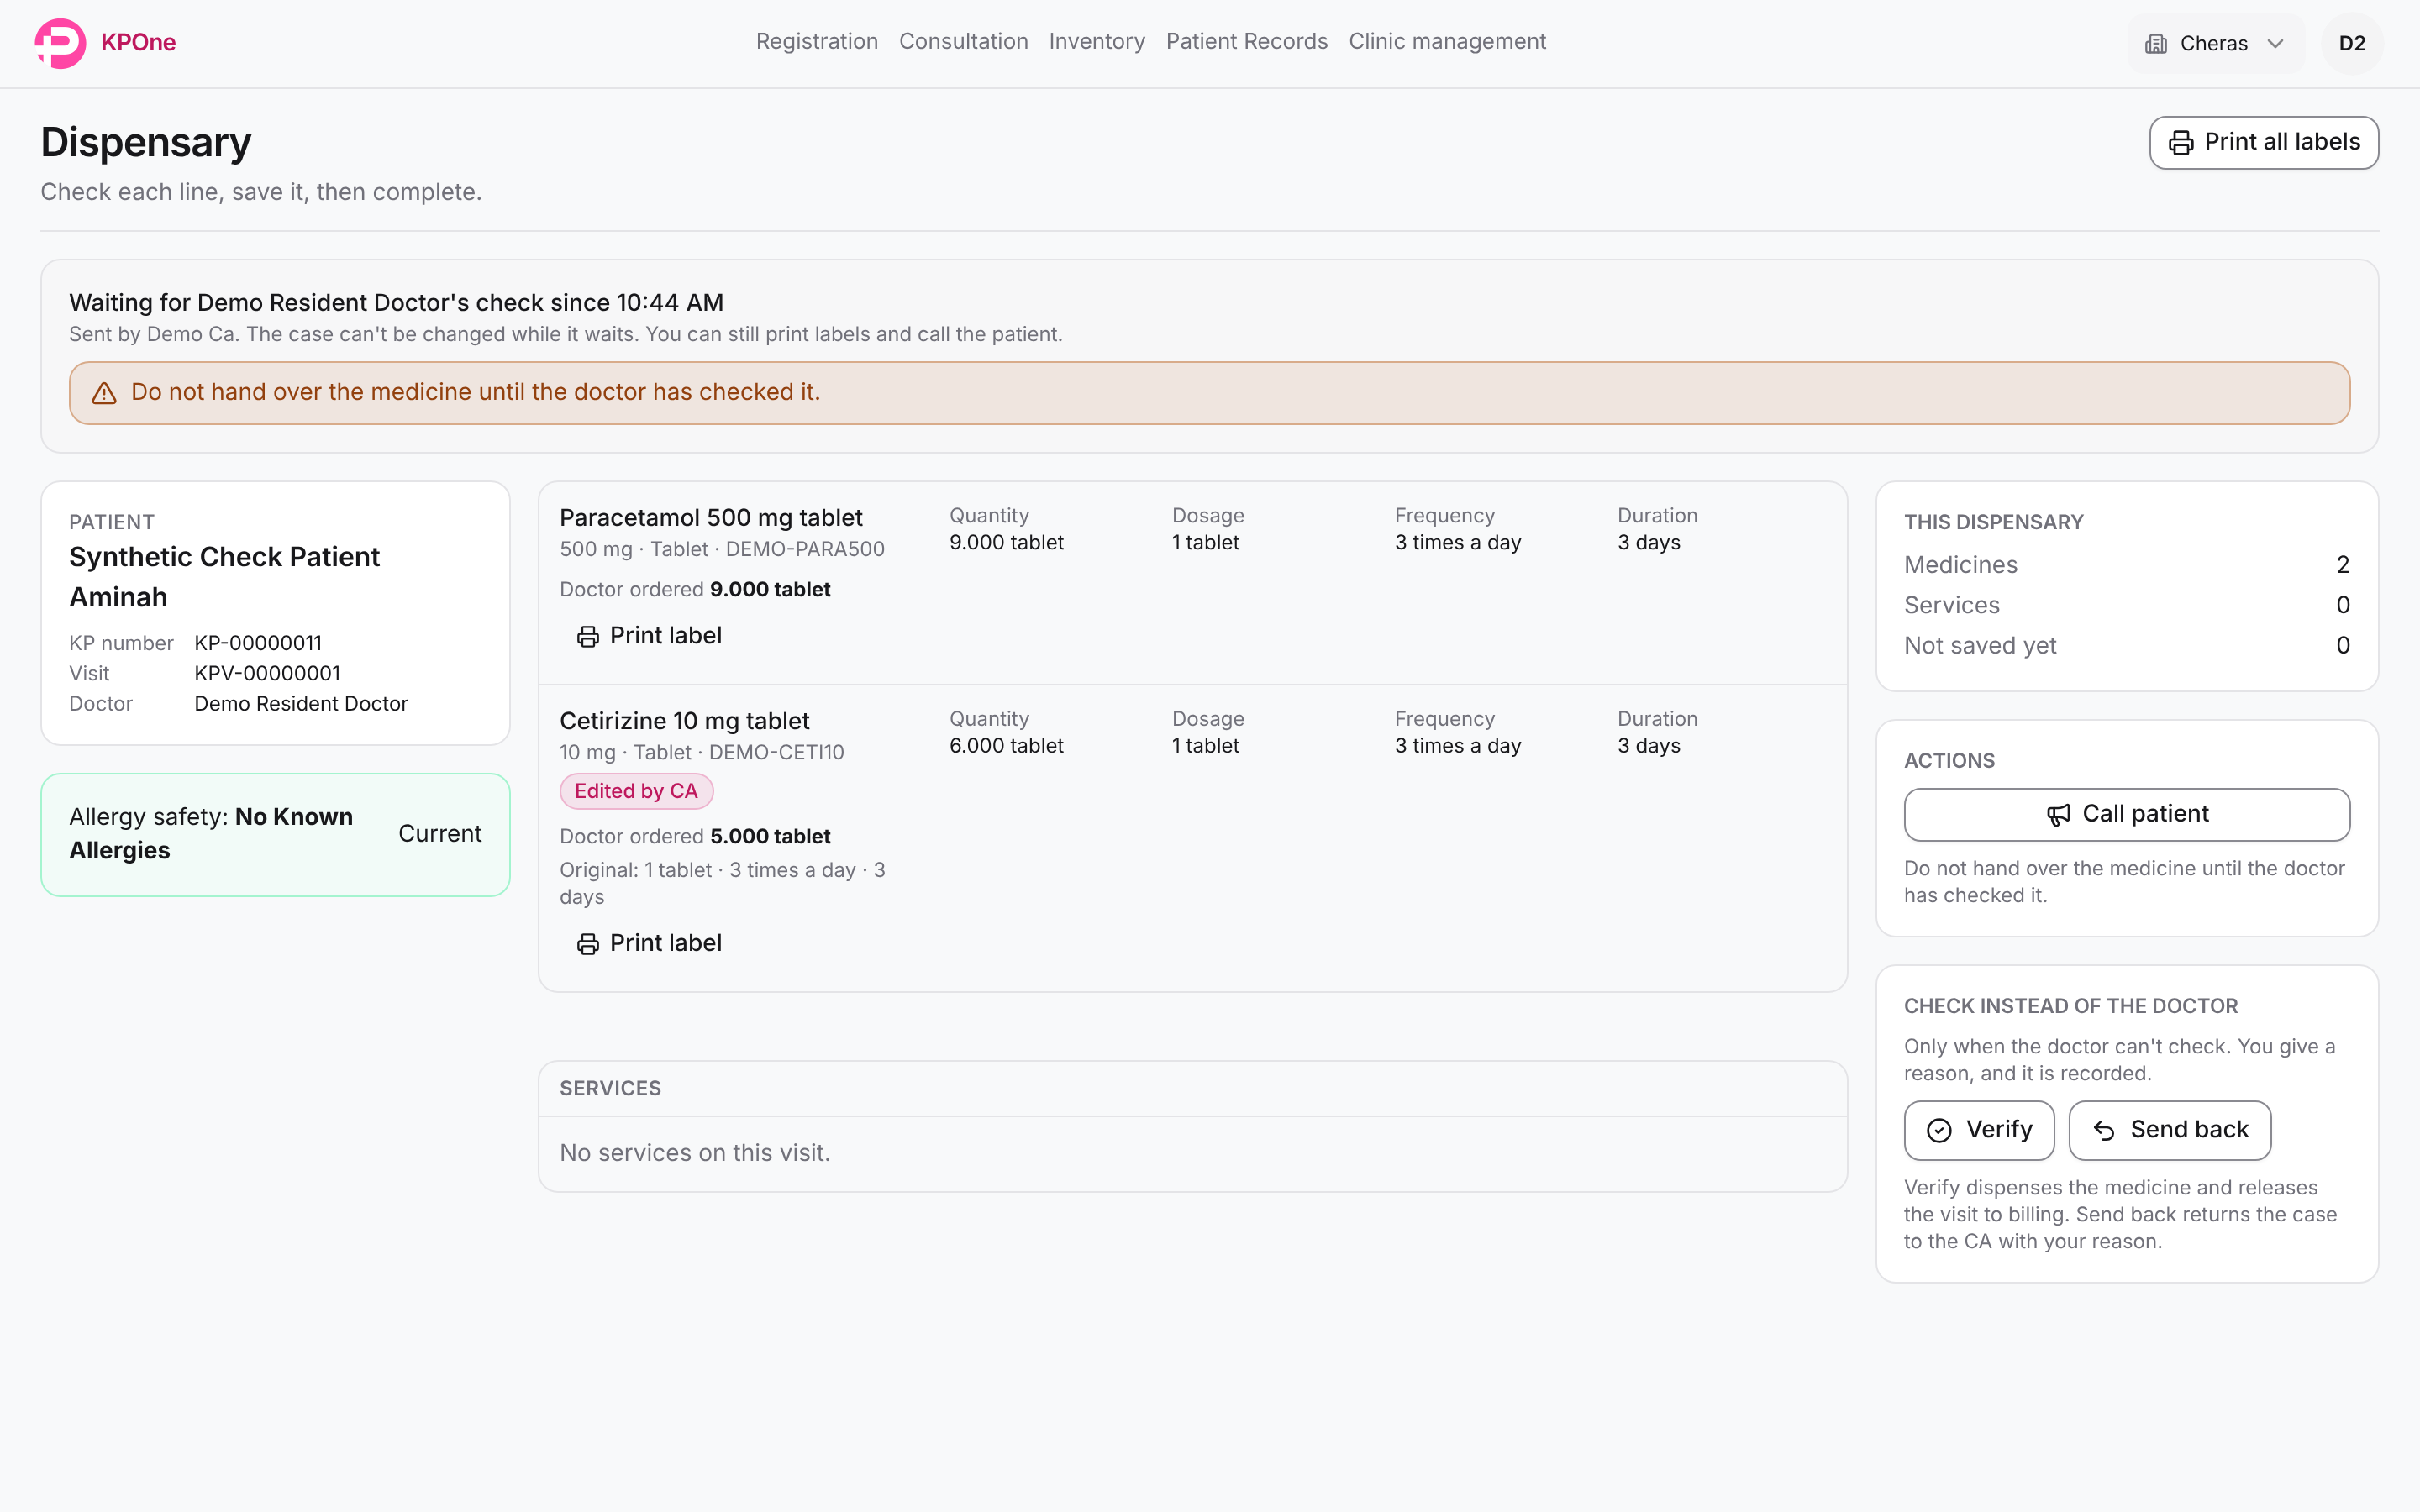 KPOne
Registration
Consultation
Inventory
Patient Records
Clinic management
Cheras
D2
Dispensary
Check each line, save it, then complete.
Print all labels
Waiting for Demo Resident Doctor's check since 10:44 AM
Sent by Demo Ca. The case can't be changed while it waits. You can still print labels and call the patient.
Do not hand over the medicine until the doctor has checked it.
PATIENT
Synthetic Check Patient
Aminah
KP number KP-00000011
Visit KPV-00000001
Doctor Demo Resident Doctor
Allergy safety: No Known
Allergies
Current
Paracetamol 500 mg tablet
500 mg · Tablet · DEMO-PARA500
Doctor ordered 9.000 tablet
Print label
Quantity
9.000 tablet
Dosage
1 tablet
Frequency
3 times a day
Duration
3 days
Cetirizine 10 mg tablet
10 mg · Tablet · DEMO-CETI10
Edited by CA
Doctor ordered 5.000 tablet
Original: 1 tablet · 3 times a day · 3
days
Print label
Quantity
6.000 tablet
Dosage
1 tablet
Frequency
3 times a day
Duration
3 days
SERVICES
No services on this visit.
THIS DISPENSARY
Medicines 2
Services 0
Not saved yet 0
ACTIONS
Call patient
Do not hand over the medicine until the doctor
has checked it.
CHECK INSTEAD OF THE DOCTOR
Only when the doctor can't check. You give a
reason, and it is recorded.
Verify
Send back
Verify dispenses the medicine and releases
the visit to billing. Send back returns the case
to the CA with your reason.